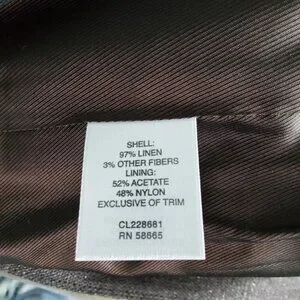 SHELL:
97% LINEN
3% OTHER FIBERS
LINING:
52% ACETATE
48% NYLON
EXCLUSIVE OF TRIM
CL228681
RN 58665